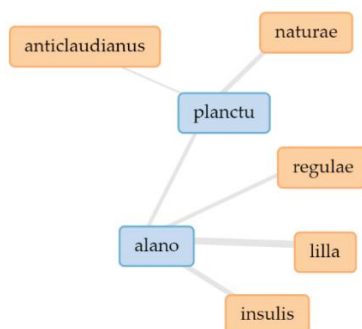 naturae
anticlaudianus
planctu
regulae
alano
lilla
insulis